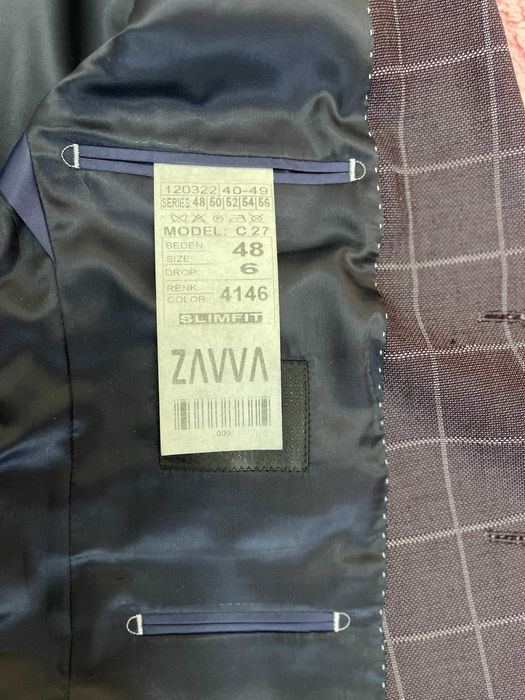 120322 40-49
SERIES 48 50 52 54 56
MODEL: C 27
BEDEN: 48
SIZE:
DROP: 6
RENK: 4146
COLOR:
SLIMFIT
ZAVVA
000